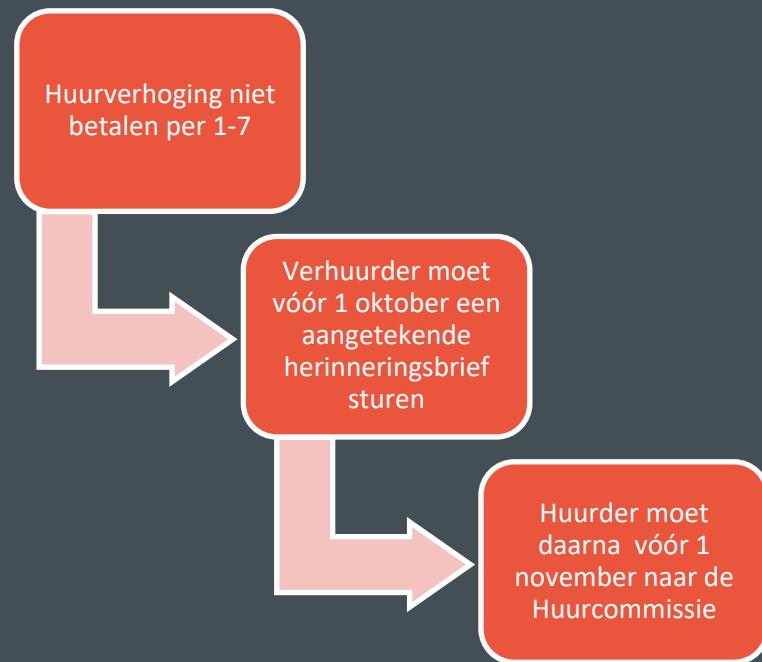 Huurverhoging niet
betalen per 1-7
Verhuurder moet
vóór 1 oktober een
aangetekende
herinneringsbrief
sturen
Huurder moet
daarna vóór 1
november naar de
Huurcommissie